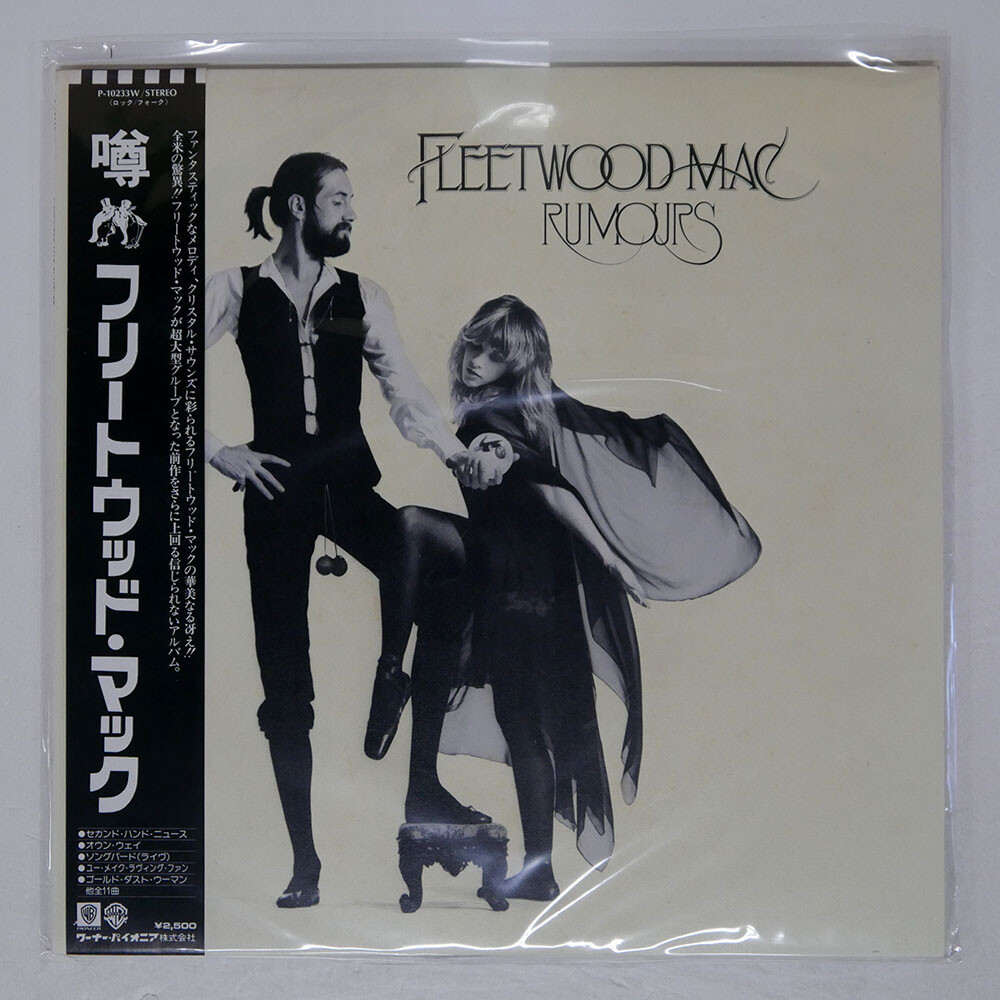 P-10233W/STEREO
〈ロック/フォーク〉
噂
フリートウッド・マック
ファンタスティックなメロディ、クリスタル・サウンズに彩られるフリートウッド・マックの華美なる冴え!!
全米の驚異!! フリートウッド・マックが超大型グループとなった前作をさらに上回る信じられないアルバム。
●セカンド・ハンド・ニュース
●オウン・ウェイ
●ソングバード(ライヴ)
●ユー・メイク・ラヴィング・ファン
●ゴールド・ダスト・ウーマン
他全11曲
¥2,500
WB
PIONEER
ワーナー・パイオニア株式会社
FLEETWOOD MAC
RUMOURS